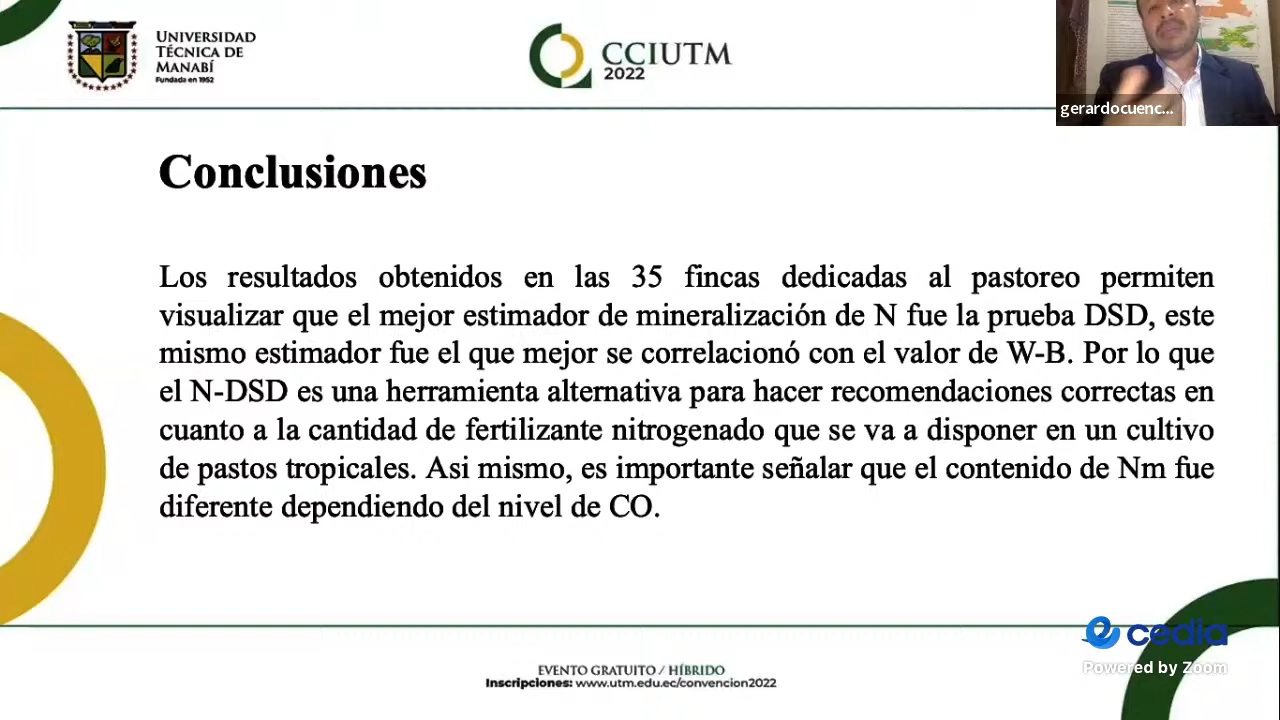 UNIVERSIDAD
TÉCNICA DE
MANABÍ
Fundada en 1952
CCIUTM
2022
gerardocuenc...
Conclusiones
Los resultados obtenidos en las 35 fincas dedicadas al pastoreo permiten
visualizar que el mejor estimador de mineralización de N fue la prueba DSD, este
mismo estimador fue el que mejor se correlacionó con el valor de W-B. Por lo que
el N-DSD es una herramienta alternativa para hacer recomendaciones correctas en
cuanto a la cantidad de fertilizante nitrogenado que se va a disponer en un cultivo
de pastos tropicales. Asi mismo, es importante señalar que el contenido de Nm fue
diferente dependiendo del nivel de CO.
cedia
Powered by Zoom
EVENTO GRATUITO / HÍBRIDO
Inscripciones: www.utm.edu.ec/convencion2022